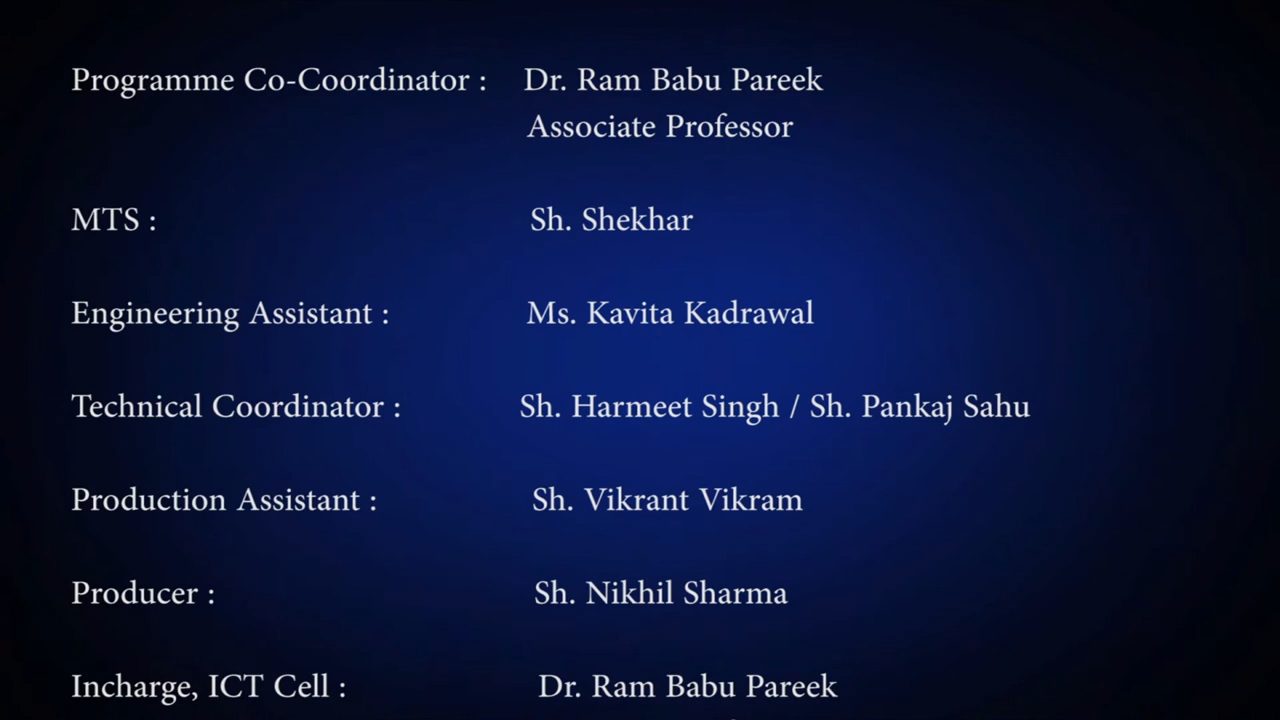 Programme Co-Coordinator : Dr. Ram Babu Pareek
Associate Professor
MTS : Sh. Shekhar
Engineering Assistant : Ms. Kavita Kadrawal
Technical Coordinator : Sh. Harmeet Singh / Sh. Pankaj Sahu
Production Assistant : Sh. Vikrant Vikram
Producer : Sh. Nikhil Sharma
Incharge, ICT Cell : Dr. Ram Babu Pareek